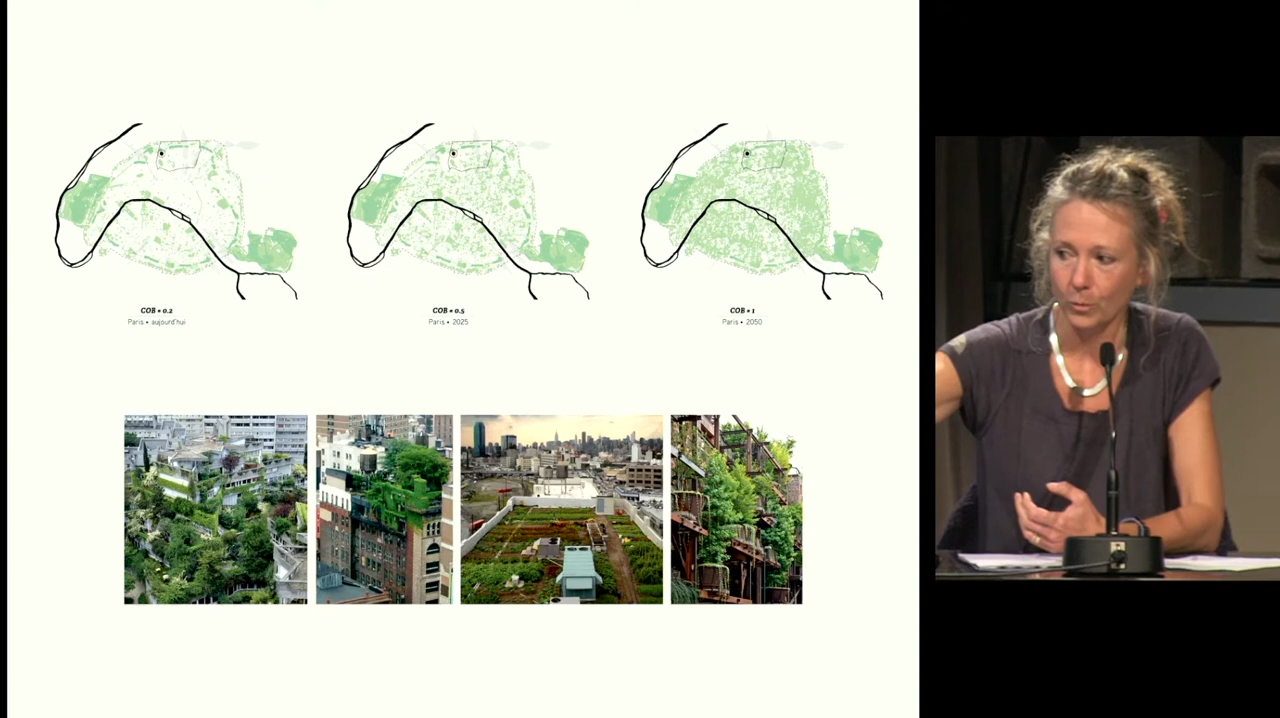 COB • 0.2
Paris • aujourd'hui
COB • 0.5
Paris • 2025
COB • 1
Paris • 2050